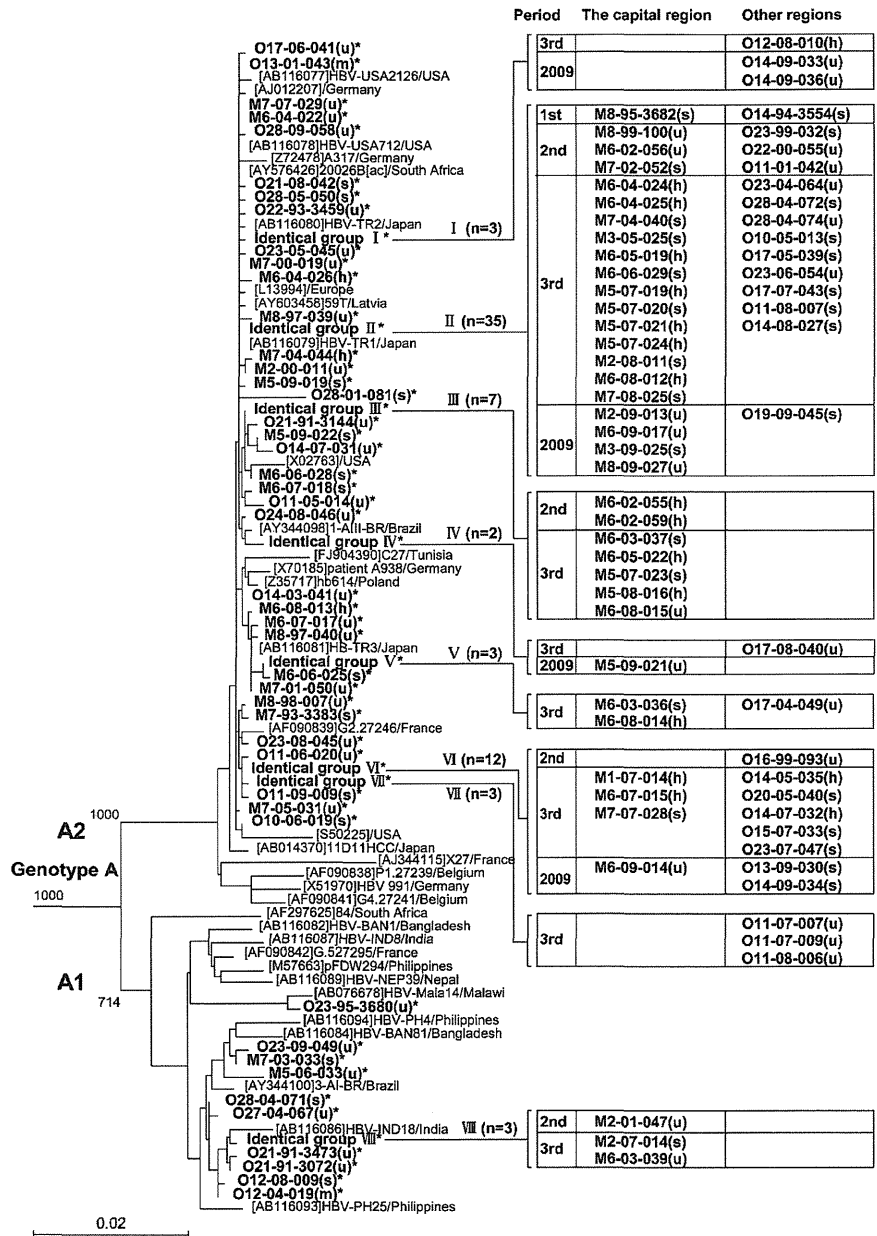 Period The capital region Other regions
O17-06-041(u)*
O13-01-043(m)*
[AB116077]HBV-USA2126/USA
[AJ012207]/Germany
M7-07-029(u)*
M6-04-022(u)*
O28-09-058(u)*
[AB116078]HBV-USA712/USA
[Z72478]A317/Germany
[AY576426]20026B[ac]/South Africa
O21-08-042(s)*
O28-05-050(s)*
O22-93-3459(u)*
[AB116080]HBV-TR2/Japan
Identical group Ⅰ*
O23-05-045(u)*
M7-00-019(u)*
M6-04-026(h)*
[L13994]/Europe
[AY603458]59T/Latvia
M8-97-039(u)*
Identical group Ⅱ*
[AB116079]HBV-TR1/Japan
M7-04-044(h)*
M2-00-011(u)*
M5-09-019(s)*
O28-01-081(s)*
Identical group Ⅲ*
O21-91-3144(u)*
M5-09-022(s)*
O14-07-031(u)*
[X02763]/USA
M6-06-028(s)*
M6-07-018(s)*
O11-05-014(u)*
O24-08-046(u)*
[AY344098]1-AII-BR/Brazil
Identical group Ⅳ*
[FJ904390]C27/Tunisia
[X70185]patient A938/Germany
[Z35717]hb614/Poland
O14-03-041(u)*
M6-08-013(h)*
M6-07-017(u)*
M8-97-040(u)*
[AB116081]HB-TR3/Japan
Identical group Ⅴ*
M6-06-025(s)*
M7-01-050(u)*
M8-98-007(u)*
M7-93-3383(s)*
[AF090839]G2.27246/France
O23-08-045(u)*
O11-06-020(u)*
Identical group Ⅵ*
Identical group Ⅶ*
O11-09-009(s)*
M7-05-031(u)*
O10-06-019(s)*
[S50225]/USA
[AB014370]11D11HCC/Japan
[AJ344115]X27/France
[AF090838]P1.27239/Belgium
[X51970]HBV 991/Germany
[AF090841]G4.27241/Belgium
[AF297625]84/South Africa
[AB116082]HBV-BAN1/Bangladesh
[AB116087]HBV-IND8/India
[AF090842]G.527295/France
[M57663]pFDW294/Philippines
[AB116089]HBV-NEP39/Nepal
[AB076678]HBV-Mala14/Malawi
O23-95-3680(u)*
[AB116094]HBV-PH4/Philippines
[AB116084]HBV-BAN81/Bangladesh
O23-09-049(u)*
M7-03-033(s)*
M5-06-033(u)*
[AY344100]3-AI-BR/Brazil
O28-04-071(s)*
O27-04-067(u)*
[AB116086]HBV-IND18/India
Identical group Ⅷ*
O21-91-3473(u)*
O21-91-3072(u)*
O12-08-009(s)*
O12-04-019(m)*
[AB116093]HBV-PH25/Philippines
1000
A2
Genotype A
1000
A1
714
0.02
Ⅰ (n=3)
3rd O12-08-010(h)
2009 O14-09-033(u)
O14-09-036(u)
Ⅱ (n=35)
1st M8-95-3682(s) O14-94-3554(s)
2nd M8-99-100(u) O23-99-032(s)
M6-02-056(u) O22-00-055(u)
M7-02-052(s) O11-01-042(u)
3rd M6-04-024(h) O23-04-064(u)
M6-04-025(h) O28-04-072(s)
M7-04-040(s) O28-04-074(u)
M3-05-025(s) O10-05-013(s)
M6-05-019(h) O17-05-039(s)
M6-06-029(s) O23-06-054(u)
M5-07-019(h) O17-07-043(s)
M5-07-020(s) O11-08-007(s)
M5-07-021(h) O14-08-027(s)
M5-07-024(h)
M2-08-011(s)
M6-08-012(h)
M7-08-025(s)
2009 M2-09-013(u) O19-09-045(s)
M6-09-017(u)
M3-09-025(s)
M8-09-027(u)
Ⅲ (n=7)
2nd M6-02-055(h)
M6-02-059(h)
3rd M6-03-037(s)
M6-05-022(h)
M5-07-023(s)
M5-08-016(h)
M6-08-015(u)
Ⅳ (n=2)
3rd O17-08-040(u)
2009 M5-09-021(u)
Ⅴ (n=3)
3rd M6-03-036(s) O17-04-049(u)
M6-08-014(h)
Ⅵ (n=12)
2nd O16-99-093(u)
3rd M1-07-014(h) O14-05-035(h)
M6-07-015(h) O20-05-040(s)
M7-07-028(s) O14-07-032(h)
O15-07-033(s)
O23-07-047(s)
2009 M6-09-014(u) O13-09-030(s)
O14-09-034(s)
Ⅶ (n=3)
3rd O11-07-007(u)
O11-07-009(u)
O11-08-006(u)
Ⅷ (n=3)
2nd M2-01-047(u)
3rd M2-07-014(s)
M6-03-039(u)